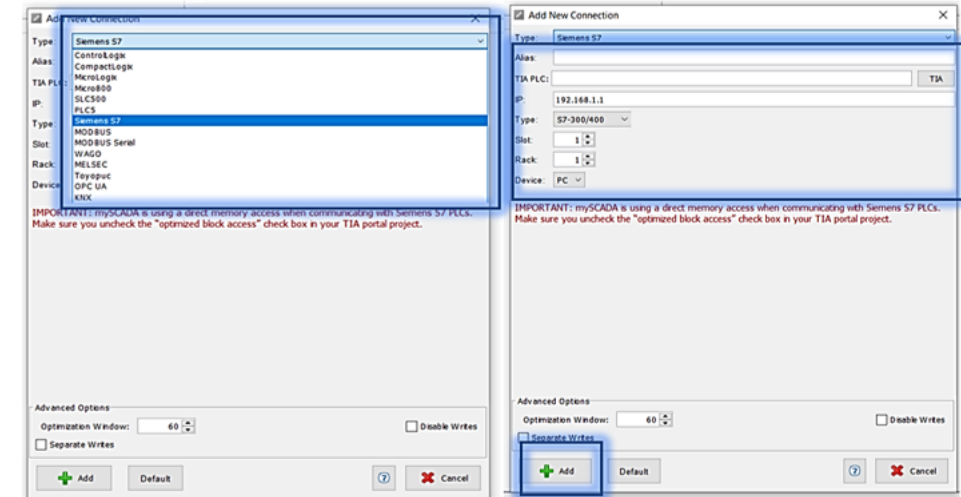 Add New Connection
Type: Siemens S7
ControlLogix
Alias:
CompactLogix
MicroLogix
TIA PLC:
Micro800
SLC500
IP:
PLC5
Type
Siemens S7
MODBUS
Slot:
MODBUS Serial
WAGO
Rack
MELSEC
Toyopuc
Device
OPC UA
KNX
IMPORTANT: mySCADA is using a direct memory access when communicating with Siemens S7 PLCs.
Make sure you uncheck the "optimized block access" check box in your TIA portal project.
Advanced Options
Optimization Window: 60
Disable Writes
Separate Writes
Add Default ? Cancel
Add New Connection
Type: Siemens S7
Alias:
TIA PLC: TIA
IP: 192.168.1.1
Type: S7-300/400
Slot: 1
Rack: 1
Device: PC
IMPORTANT: mySCADA is using a direct memory access when communicating with Siemens S7 PLCs.
Make sure you uncheck the "optimized block access" check box in your TIA portal project.
Advanced Options
Optimization Window: 60
Disable Writes
Separate Writes
Add Default ? Cancel